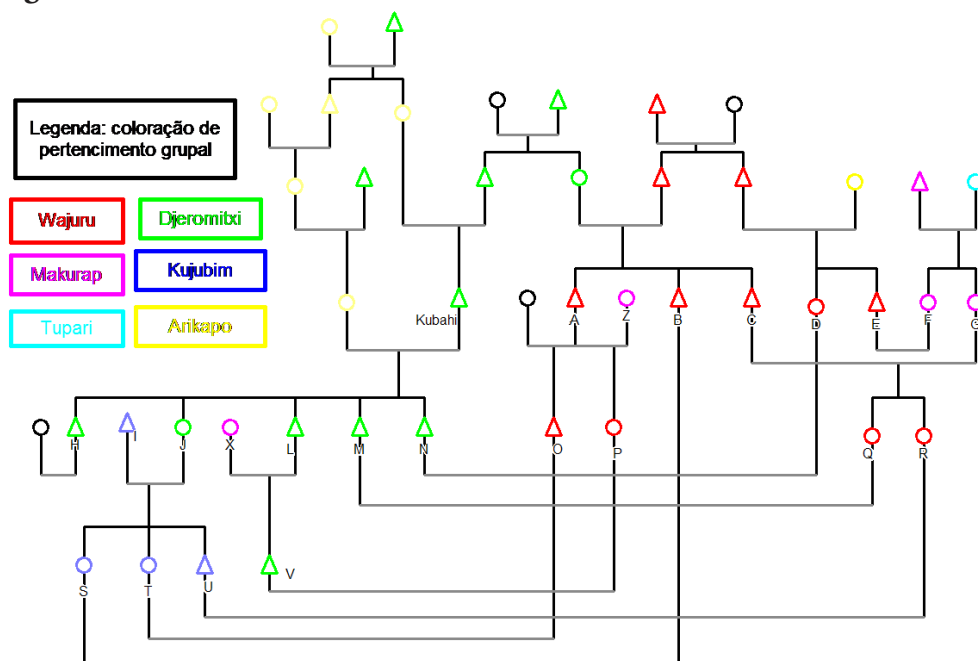 Legenda: coloração de
pertencimento grupal
Wajuru
Djeromitxi
Makurap
Kujubim
Tupari
Arikapo
Kubahi
A
Z
B
C
D
E
F
G
H
I
J
X
L
M
N
O
P
Q
R
S
T
U
V